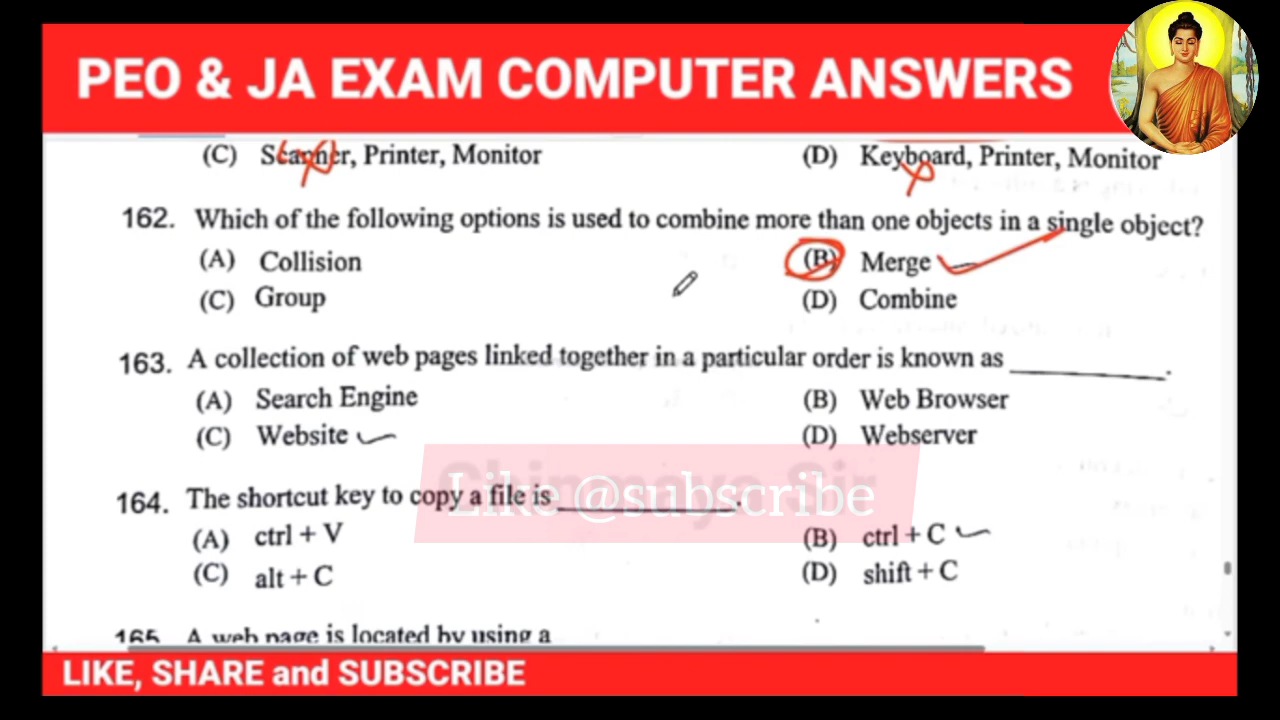 PEO & JA EXAM COMPUTER ANSWERS
(C) Scanner, Printer, Monitor (D) Keyboard, Printer, Monitor
162. Which of the following options is used to combine more than one objects in a single object?
(A) Collision (B) Merge
(C) Group (D) Combine
163. A collection of web pages linked together in a particular order is known as ____________.
(A) Search Engine (B) Web Browser
(C) Website (D) Webserver
Chinmaya Sir
Like @subscribe
164. The shortcut key to copy a file is ____________.
(A) ctrl + V (B) ctrl + C
(C) alt + C (D) shift + C
165. A web page is located by using a
LIKE, SHARE and SUBSCRIBE